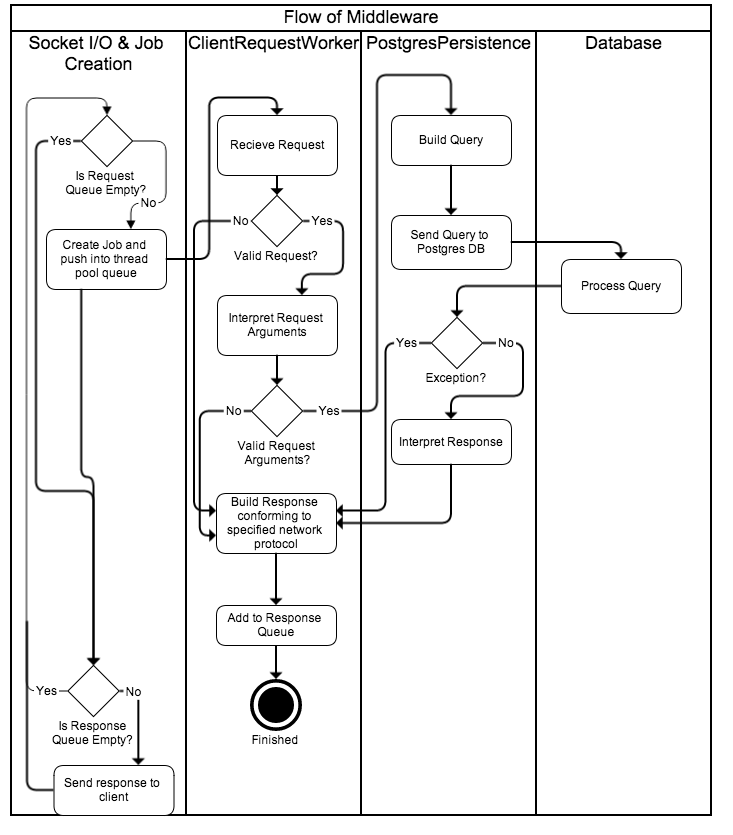 Flow of Middleware
Socket I/O & Job
Creation
ClientRequestWorker
PostgresPersistence
Database
Yes
Is Request
Queue Empty?
No
Create Job and
push into thread
pool queue
Yes
No
Is Response
Queue Empty?
Send response to
client
Recieve Request
No
Yes
Valid Request?
Interpret Request
Arguments
No
Yes
Valid Request
Arguments?
Build Response
conforming to
specified network
protocol
Add to Response
Queue
Finished
Build Query
Send Query to
Postgres DB
Yes
No
Exception?
Interpret Response
Process Query